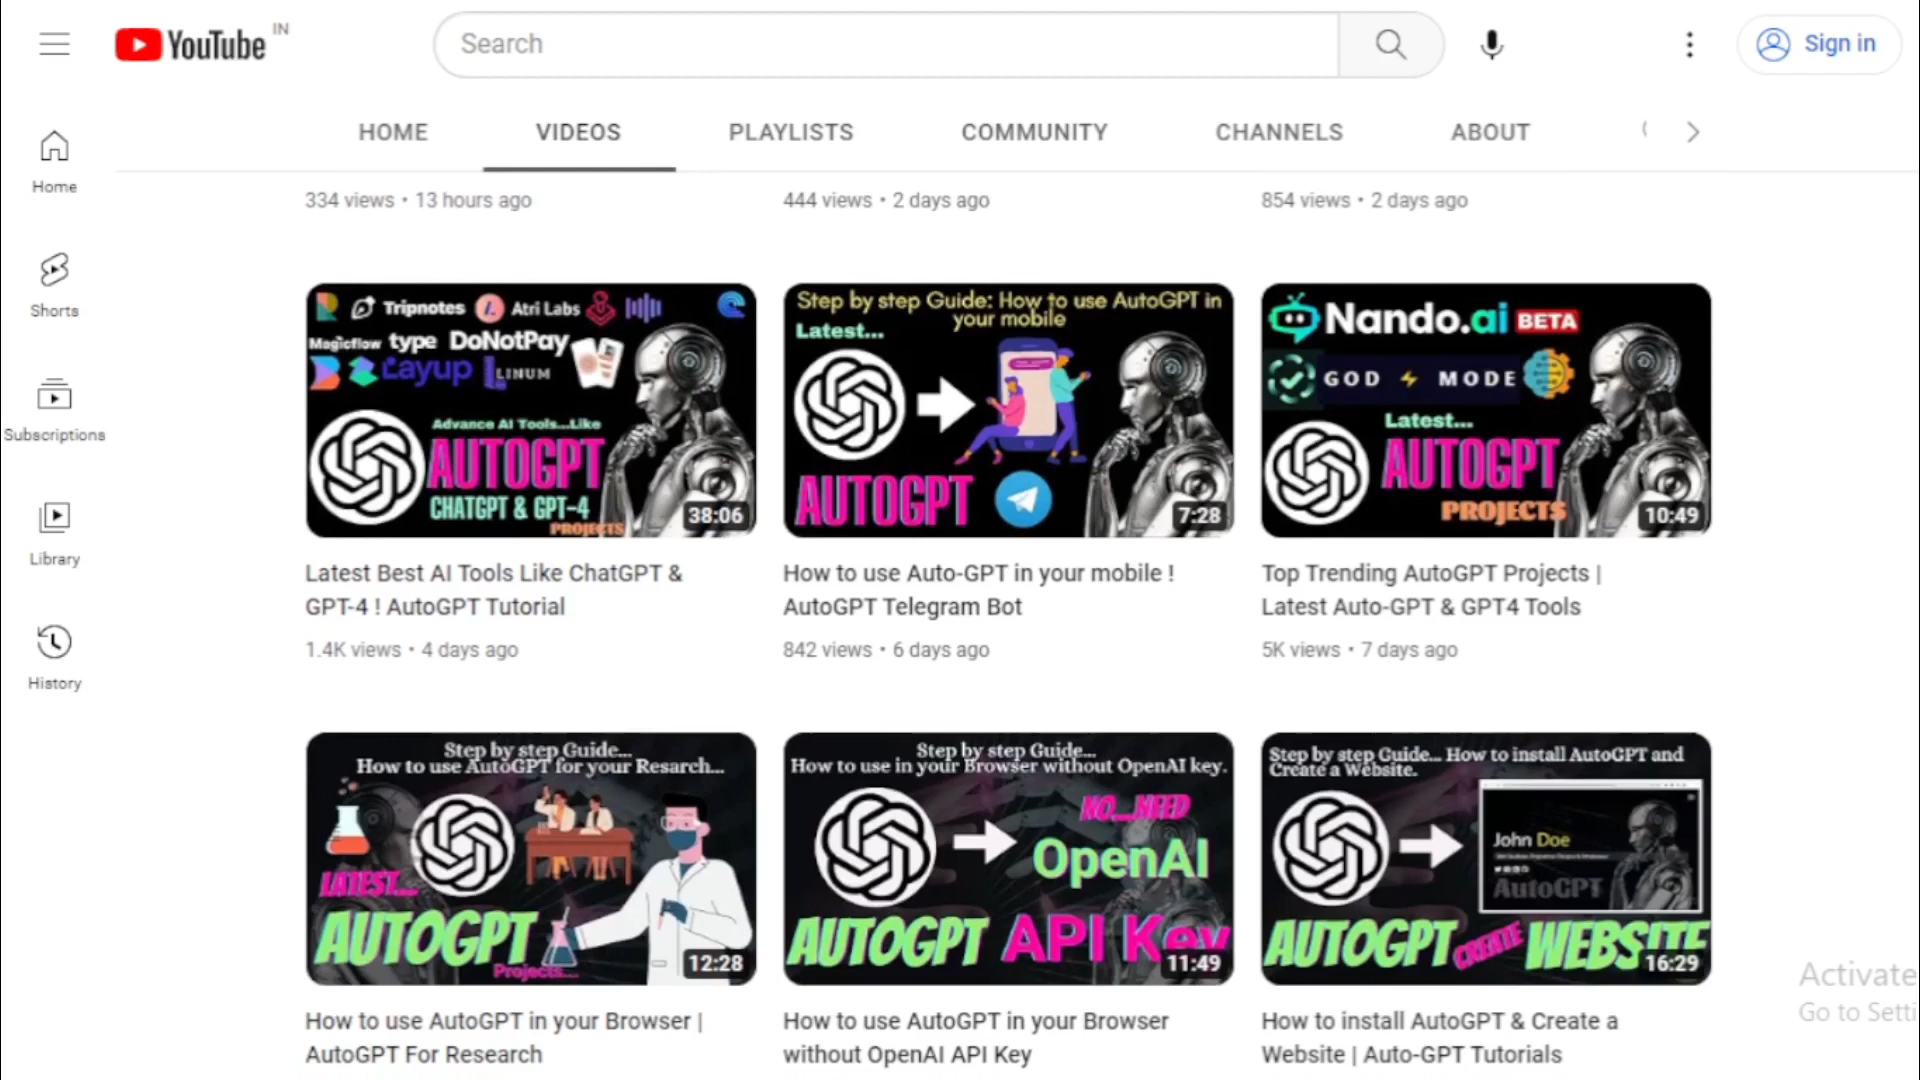 YouTube IN
Search
Sign in
HOME VIDEOS PLAYLISTS COMMUNITY CHANNELS ABOUT
Home
Shorts
Subscriptions
Library
History
334 views • 13 hours ago
444 views • 2 days ago
854 views • 2 days ago
Tripnotes Atri Labs
Magicflow type DoNotPay
Layup LINUM
Advance AI Tools...Like
AUTOGPT
CHATGPT & GPT-4
PROJECTS
38:06
Step by step Guide: How to use AutoGPT in
your mobile
Latest...
AUTOGPT
7:28
Nando.ai BETA
GOD MODE
Latest...
AUTOGPT
PROJECTS
10:49
Latest Best AI Tools Like ChatGPT &
GPT-4 ! AutoGPT Tutorial
1.4K views • 4 days ago
How to use Auto-GPT in your mobile !
AutoGPT Telegram Bot
842 views • 6 days ago
Top Trending AutoGPT Projects |
Latest Auto-GPT & GPT4 Tools
5K views • 7 days ago
Step by step Guide...
How to use AutoGPT for your Resarch...
LATEST...
AUTOGPT
Projects....
12:28
Step by step Guide...
How to use in your Browser without OpenAI key.
NO...NEED
OpenAI
AUTOGPT API Key
11:49
Step by step Guide... How to install AutoGPT and
Create a Website.
John Doe
AutoGPT
AUTOGPT CREATE WEBSITE
16:29
How to use AutoGPT in your Browser |
AutoGPT For Research
How to use AutoGPT in your Browser
without OpenAI API Key
How to install AutoGPT & Create a
Website | Auto-GPT Tutorials
Activate
Go to Setti